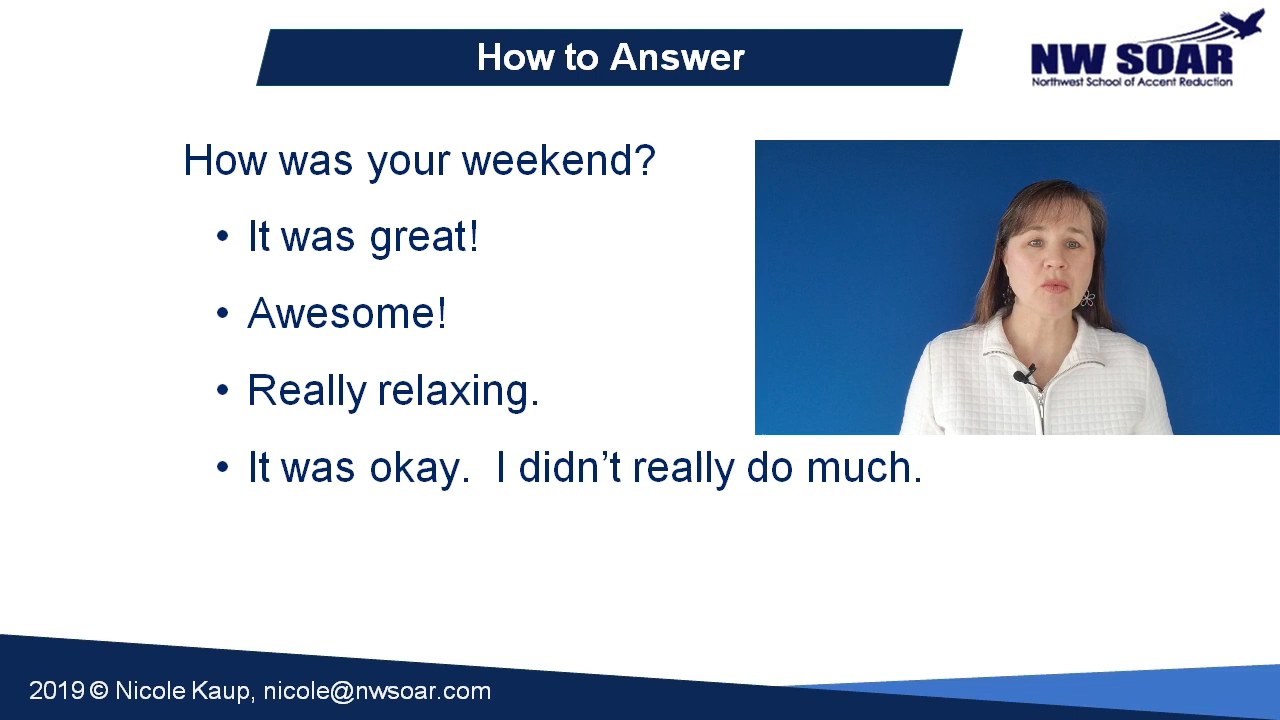 How to Answer
NW SOAR
Northwest School of Accent Reduction
How was your weekend?
• It was great!
• Awesome!
• Really relaxing.
• It was okay.  I didn’t really do much.
2019 © Nicole Kaup, nicole@nwsoar.com